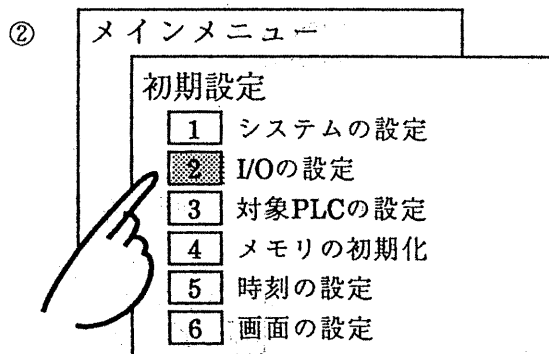 ② メインメニュー
初期設定
1 システムの設定
2 I/Oの設定
3 対象PLCの設定
4 メモリの初期化
5 時刻の設定
6 画面の設定